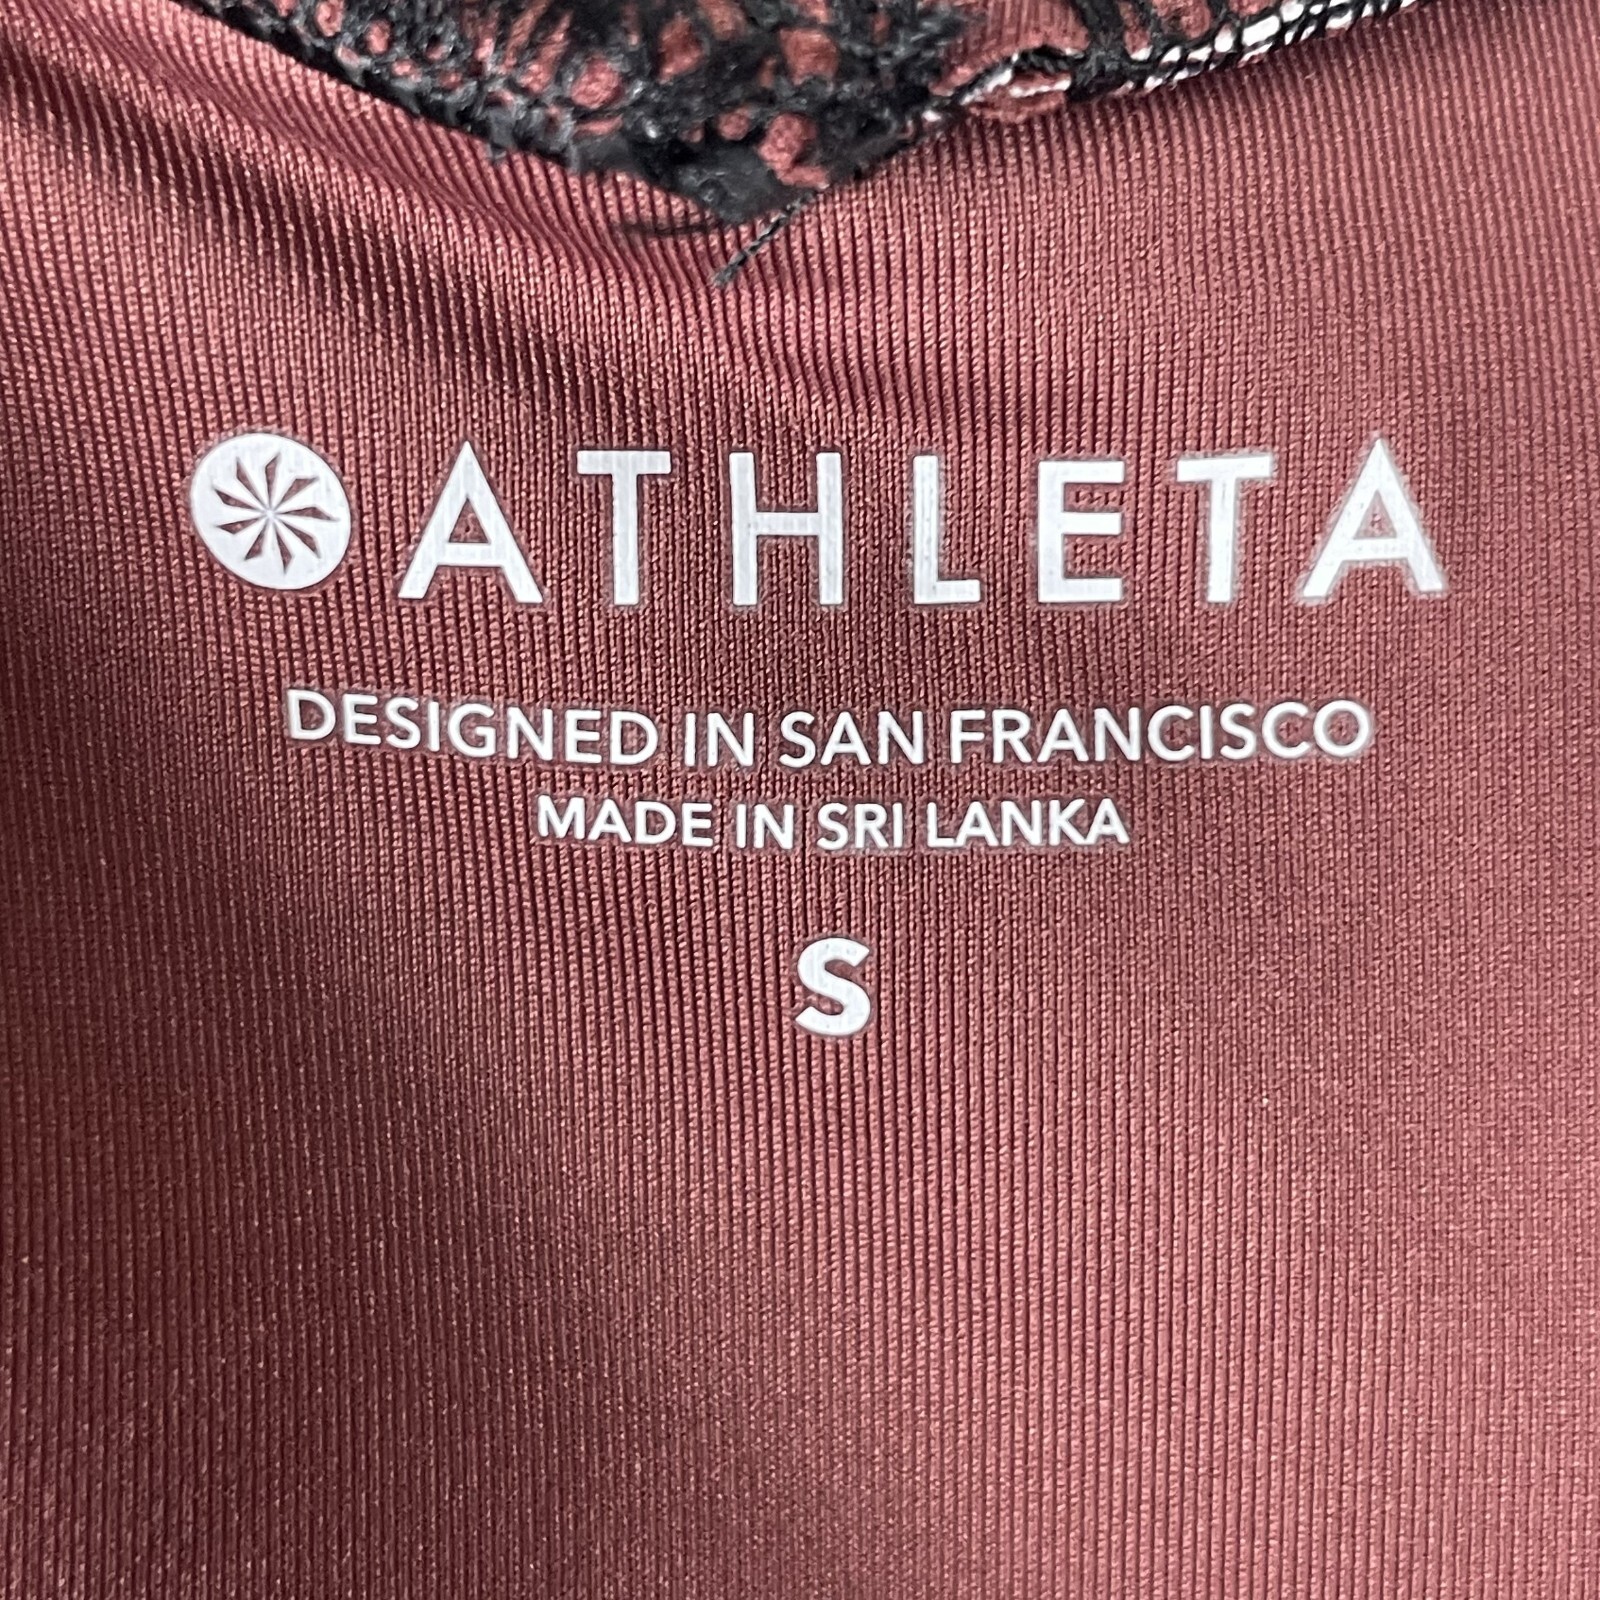 ATHLETA
DESIGNED IN SAN FRANCISCO
MADE IN SRI LANKA
S